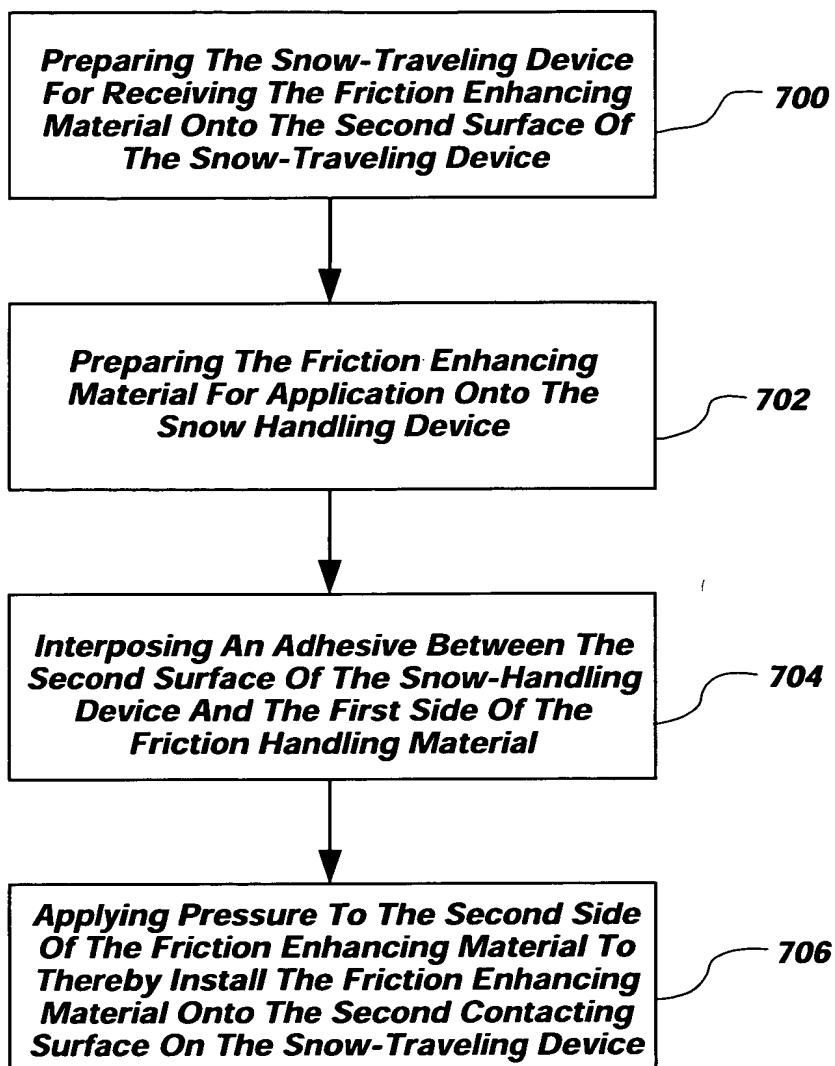 Preparing The Snow-Traveling Device
For Receiving The Friction Enhancing
Material Onto The Second Surface Of
The Snow-Traveling Device
700
Preparing The Friction Enhancing
Material For Application Onto The
Snow Handling Device
702
Interposing An Adhesive Between The
Second Surface Of The Snow-Handling
Device And The First Side Of The
Friction Handling Material
704
Applying Pressure To The Second Side
Of The Friction Enhancing Material To
Thereby Install The Friction Enhancing
Material Onto The Second Contacting
Surface On The Snow-Traveling Device
706